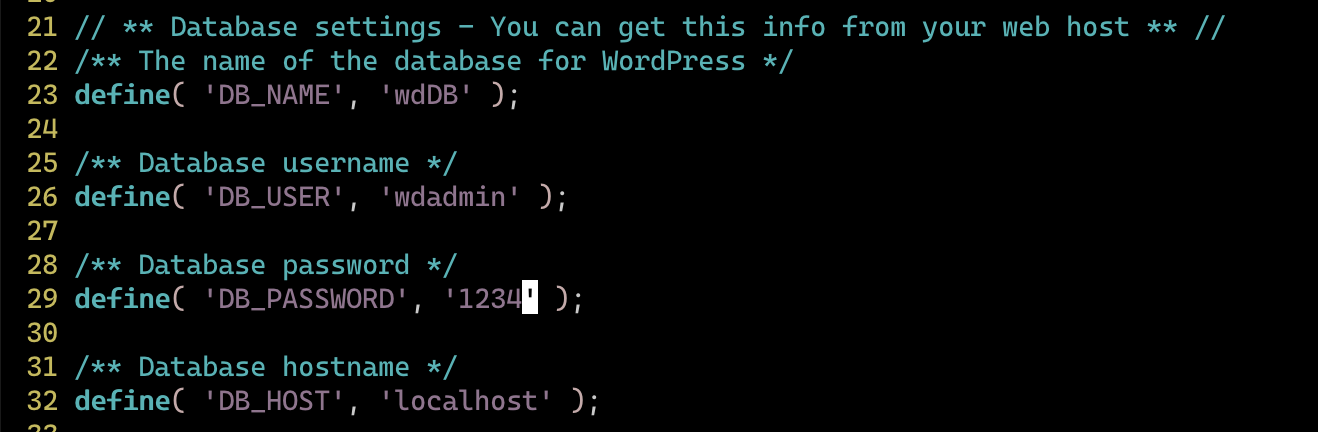 21 // ** Database settings - You can get this info from your web host ** //
22 /** The name of the database for WordPress */
23 define( 'DB_NAME', 'wdDB' );
24
25 /** Database username */
26 define( 'DB_USER', 'wdadmin' );
27
28 /** Database password */
29 define( 'DB_PASSWORD', '1234' );
30
31 /** Database hostname */
32 define( 'DB_HOST', 'localhost' );